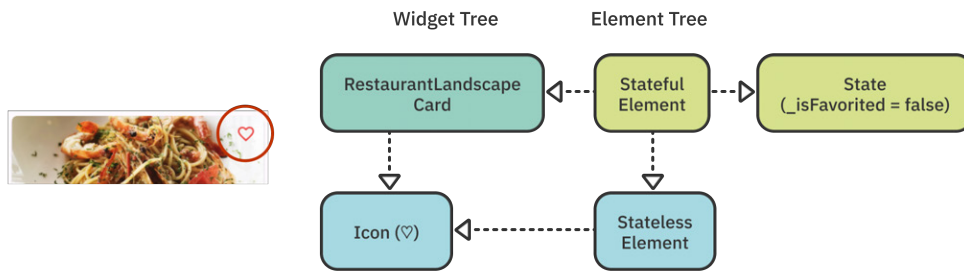 Widget Tree
Element Tree
RestaurantLandscape
Card
Stateful
Element
State
(_isFavorited = false)
Icon (♡)
Stateless
Element